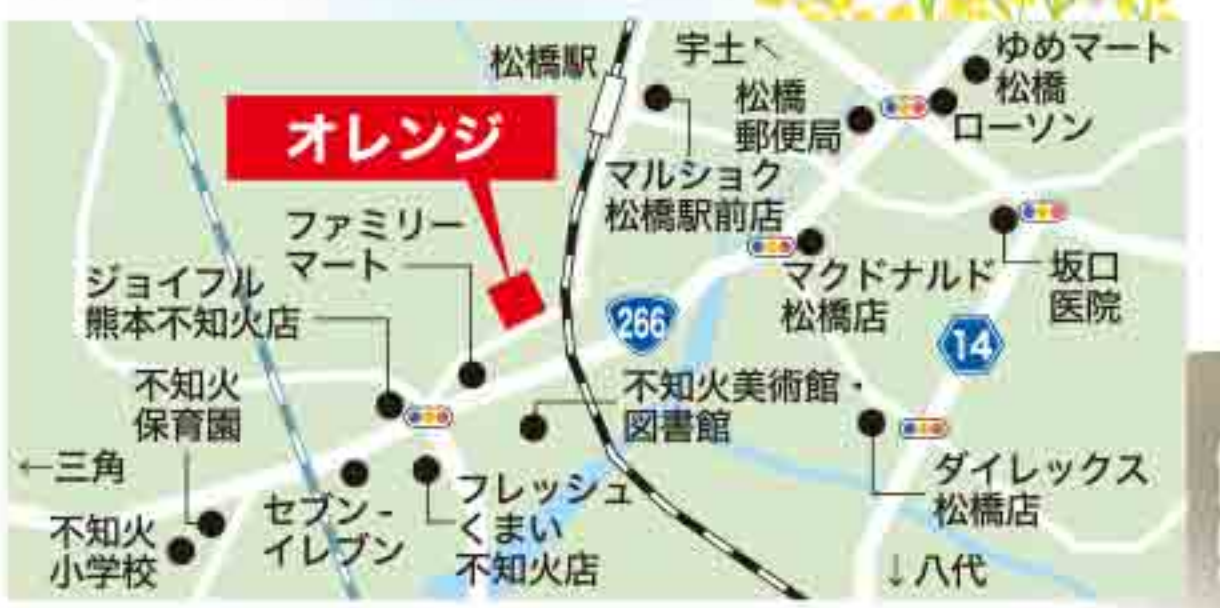 松橋駅
宇土↖
ゆめマート
松橋
松橋
郵便局
ローソン
オレンジ
マルショク
松橋駅前店
ファミリー
マート
ジョイフル
熊本不知火店
マクドナルド
松橋店
坂口
医院
266
14
不知火
保育園
不知火美術館・
図書館
←三角
セブン-
イレブン
フレッシュ
くまい
不知火店
ダイレックス
松橋店
不知火
小学校
↓八代